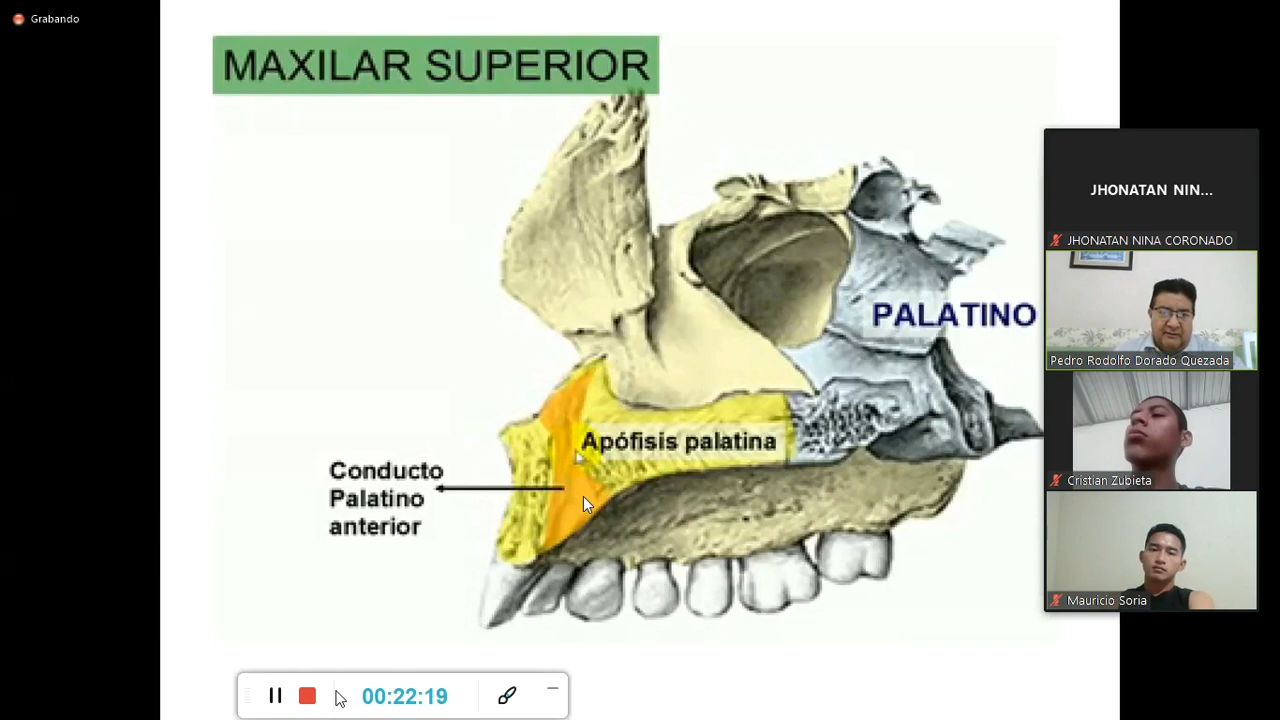 Grabando
MAXILAR SUPERIOR
PALATINO
Apófisis palatina
Conducto
Palatino
anterior
JHONATAN NIN...
JHONATAN NINA CORONADO
Pedro Rodolfo Dorado Quezada
Cristian Zubieta
Mauricio Soria
00:22:19